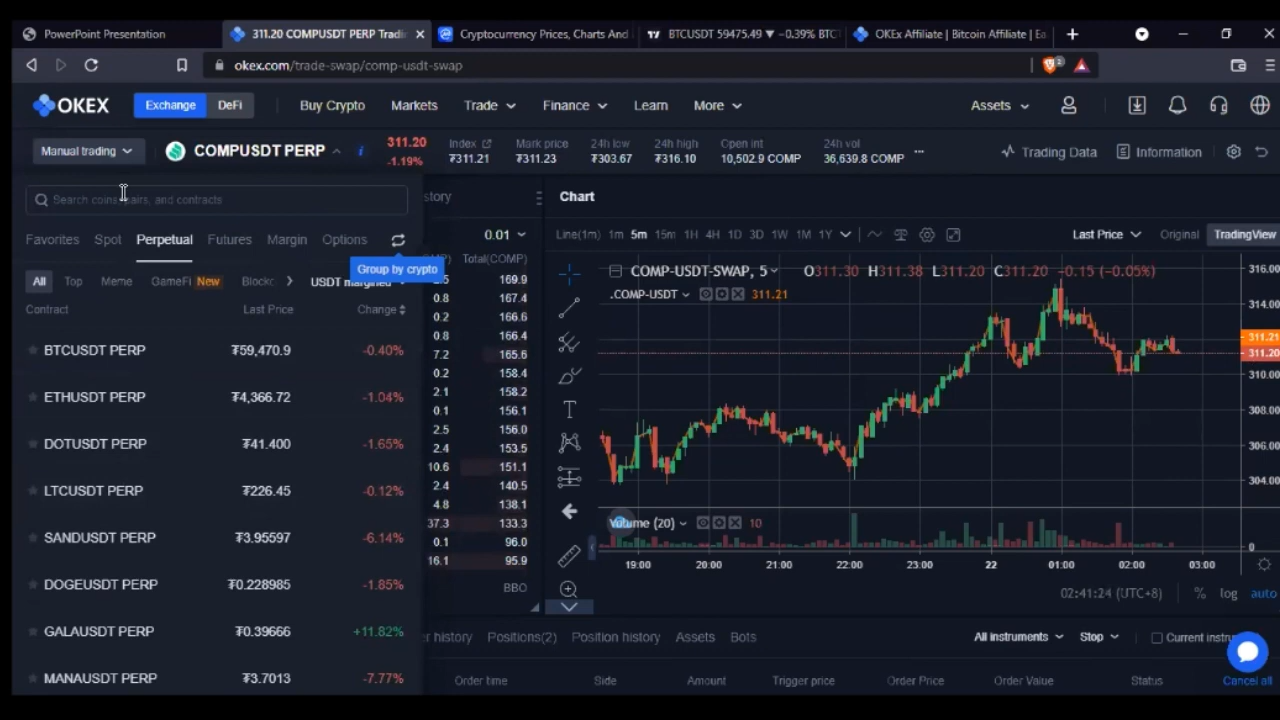 PowerPoint Presentation
311.20 COMPUSDT PERP Tradi
Cryptocurrency Prices, Charts And
BTCUSDT 59475.49 ▼ −0.39% BTC
OKEx Affiliate | Bitcoin Affiliate | Ea
okex.com/trade-swap/comp-usdt-swap
2
OKEX
Exchange
DeFi
Buy Crypto
Markets
Trade
Finance
Learn
More
Assets
Manual trading
COMPUSDT PERP
311.20
-1.19%
Index
₮311.21
Mark price
₮311.23
24h low
₮303.67
24h high
₮316.10
Open int
10,502.9 COMP
24h vol
36,639.8 COMP
Trading Data
Information
Search coins, pairs, and contracts
story
Chart
Favorites
Spot
Perpetual
Futures
Margin
Options
0.01
Line(1m) 1m 5m 15m 1H 4H 1D 3D 1W 1M 1Y
Last Price
Original
TradingView
Group by crypto
Total(COMP)
All
Top
Meme
GameFi
New
Blockc
USDT margined
Contract
Last Price
Change
BTCUSDT PERP ₮59,470.9 -0.40%
ETHUSDT PERP ₮4,366.72 -1.04%
DOTUSDT PERP ₮41.400 -1.65%
LTCUSDT PERP ₮226.45 -0.12%
SANDUSDT PERP ₮3.95597 -6.14%
DOGEUSDT PERP ₮0.228985 -1.85%
GALAUSDT PERP ₮0.39666 +11.82%
MANAUSDT PERP ₮3.7013 -7.77%
169.9
0.8 167.4
0.2 166.6
0.8 166.4
7.2 165.6
0.2 158.4
2.1 158.2
0.1 156.1
2.5 156.0
2.4 153.5
10.6 151.1
2.4 140.5
4.8 138.1
37.3 133.3
0.1 96.0
16.1 95.9
BBO
COMP-USDT-SWAP, 5 O311.30 H311.38 L311.20 C311.20 -0.15 (-0.05%)
.COMP-USDT 311.21
316.00
314.00
311.21
311.20
310.00
308.00
306.00
304.00
Volume (20) 10
0
19:00 20:00 21:00 22:00 23:00 22 01:00 02:00 03:00
02:41:24 (UTC+8) % log auto
er history
Positions(2)
Position history
Assets
Bots
All instruments
Stop
Current instru
Order time
Side
Amount
Trigger price
Order Price
Order Value
Status
Cancel all